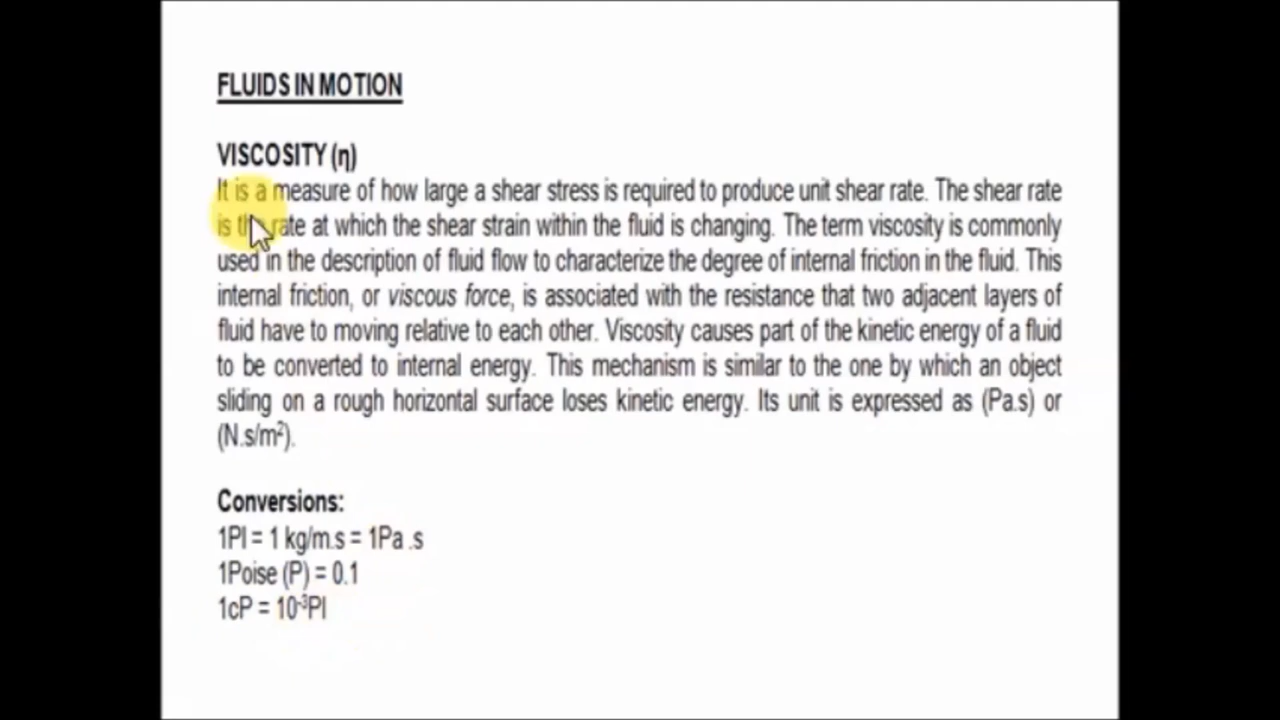 FLUIDS IN MOTION
VISCOSITY (η)
It is a measure of how large a shear stress is required to produce unit shear rate. The shear rate
is the rate at which the shear strain within the fluid is changing. The term viscosity is commonly
used in the description of fluid flow to characterize the degree of internal friction in the fluid. This
internal friction, or viscous force, is associated with the resistance that two adjacent layers of
fluid have to moving relative to each other. Viscosity causes part of the kinetic energy of a fluid
to be converted to internal energy. This mechanism is similar to the one by which an object
sliding on a rough horizontal surface loses kinetic energy. Its unit is expressed as (Pa.s) or
(N.s/m²).
Conversions:
1Pl = 1 kg/m.s = 1Pa .s
1Poise (P) = 0.1
1cP = 10⁻³Pl